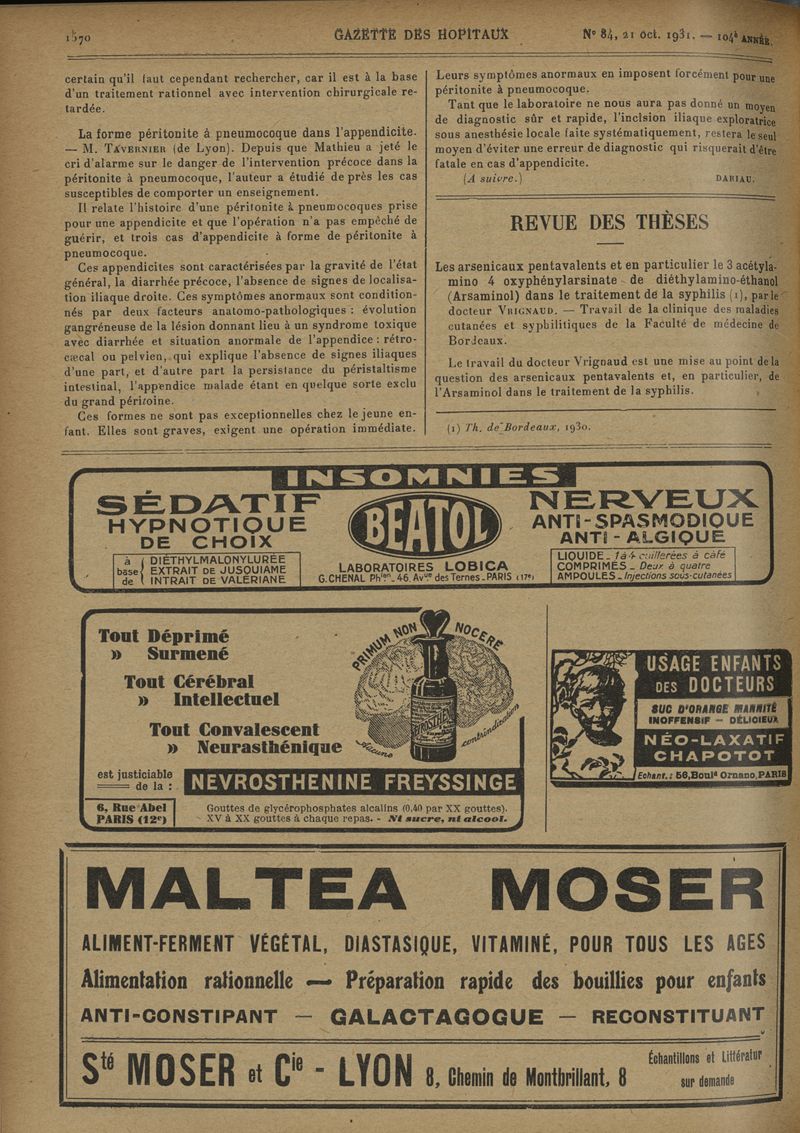 1570
GAZETTE DES HOPITAUX
N° 84, 21 Oct. 1931. — 104e ANNÉE.
certain qu'il faut cependant rechercher, car il est à la base
d'un traitement rationnel avec intervention chirurgicale re-
tardée.
La forme péritonite à pneumocoque dans l'appendicite.
— M. TAVERNIER (de Lyon). Depuis que Mathieu a jeté le
cri d'alarme sur le danger de l'intervention précoce dans la
péritonite à pneumocoque, l'auteur a étudié de près les cas
susceptibles de comporter un enseignement.
Il relate l'histoire d'une péritonite à pneumocoques prise
pour une appendicite et que l'opération n'a pas empêché de
guérir, et trois cas d'appendicite à forme de péritonite à
pneumocoque.
Ces appendicites sont caractérisées par la gravité de l'état
général, la diarrhée précoce, l'absence de signes de localisa-
tion iliaque droite. Ces symptômes anormaux sont condition-
nés par deux facteurs anatomo-pathologiques : évolution
gangréneuse de la lésion donnant lieu à un syndrome toxique
avec diarrhée et situation anormale de l'appendice : rétro-
cæcal ou pelvien, qui explique l'absence de signes iliaques
d'une part, et d'autre part la persistance du péristaltisme
intestinal, l'appendice malade étant en quelque sorte exclu
du grand péritoine.
Ces formes ne sont pas exceptionnelles chez le jeune en-
fant. Elles sont graves, exigent une opération immédiate.
Leurs symptômes anormaux en imposent forcément pour une
péritonite à pneumocoque.
Tant que le laboratoire ne nous aura pas donné un moyen
de diagnostic sûr et rapide, l'incision iliaque exploratrice
sous anesthésie locale faite systématiquement, restera le seul
moyen d'éviter une erreur de diagnostic qui risquerait d'être
fatale en cas d'appendicite.
(A suivre.) DARIAU.
REVUE DES THÈSES
Les arsenicaux pentavalents et en particulier le 3 acétyla-
mino 4 oxyphénylarsinate de diéthylamino-éthanol
(Arsaminol) dans le traitement de la syphilis (1), par le
docteur VRIGNAUD. — Travail de la clinique des maladies
cutanées et syphilitiques de la Faculté de médecine de
Bordeaux.
Le travail du docteur Vrignaud est une mise au point de la
question des arsenicaux pentavalents et, en particulier, de
l'Arsaminol dans le traitement de la syphilis.
(1) Th. de Bordeaux, 1930.
INSOMNIES
SÉDATIF
HYPNOTIQUE
DE CHOIX
à base de
DIÉTHYLMALONYLURÉE
EXTRAIT DE JUSQUIAME
INTRAIT DE VALÉRIANE
BEATOL
LABORATOIRES LOBICA
G. CHENAL Phien_46, Avue des Ternes_PARIS (17e)
NERVEUX
ANTI-SPASMODIQUE
ANTI-ALGIQUE
LIQUIDE_1 à 4 cuillerées à café
COMPRIMÉS_Deux à quatre
AMPOULES_Injections sous-cutanées
Tout Déprimé
» Surmené
Tout Cérébral
» Intellectuel
Tout Convalescent
» Neurasthénique
PRIMUM NON NOCERE
Aucune contrindication
est justiciable
de la :
NEVROSTHENINE FREYSSINGE
6, Rue Abel
PARIS (12e)
Gouttes de glycérophosphates alcalins (0,40 par XX gouttes).
XV à XX gouttes à chaque repas. - Ni sucre, ni alcool.
USAGE ENFANTS
DES DOCTEURS
SUC D'ORANGE MANNITÉ
INOFFENSIF — DÉLICIEUX
NÉO-LAXATIF
CHAPOTOT
Échant. : 56, Bould Ornano, PARIS
MALTEA MOSER
ALIMENT-FERMENT VÉGÉTAL, DIASTASIQUE, VITAMINÉ, POUR TOUS LES AGES
Alimentation rationnelle — Préparation rapide des bouillies pour enfants
ANTI-CONSTIPANT — GALACTAGOGUE — RECONSTITUANT
Sté MOSER et Cie - LYON 8, Chemin de Montbrillant, 8
Échantillons et Littératur
sur demande